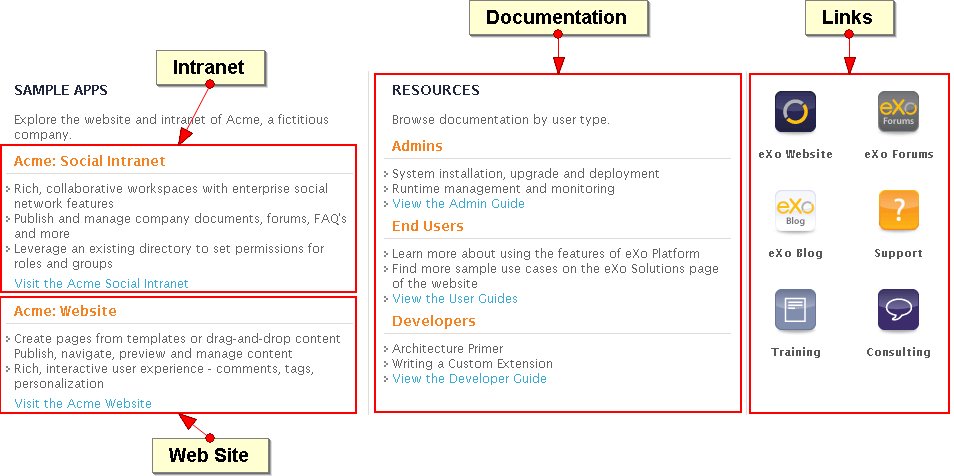 Documentation
Links
Intranet
SAMPLE APPS
Explore the website and intranet of Acme, a fictitious
company.
Acme: Social Intranet
Rich, collaborative workspaces with enterprise social
network features
Publish and manage company documents, forums, FAQ's
and more
Leverage an existing directory to set permissions for
roles and groups
Visit the Acme Social Intranet
Acme: Website
Create pages from templates or drag-and-drop content
Publish, navigate, preview and manage content
Rich, interactive user experience - comments, tags,
personalization
Visit the Acme Website
Web Site
RESOURCES
Browse documentation by user type.
Admins
System installation, upgrade and deployment
Runtime management and monitoring
View the Admin Guide
End Users
Learn more about using the features of eXo Platform
Find more sample use cases on the eXo Solutions page
of the website
View the User Guides
Developers
Architecture Primer
Writing a Custom Extension
View the Developer Guide
eXo
Forums
eXo Website
eXo Forums
eXo
Blog
?
eXo Blog
Support
Training
Consulting